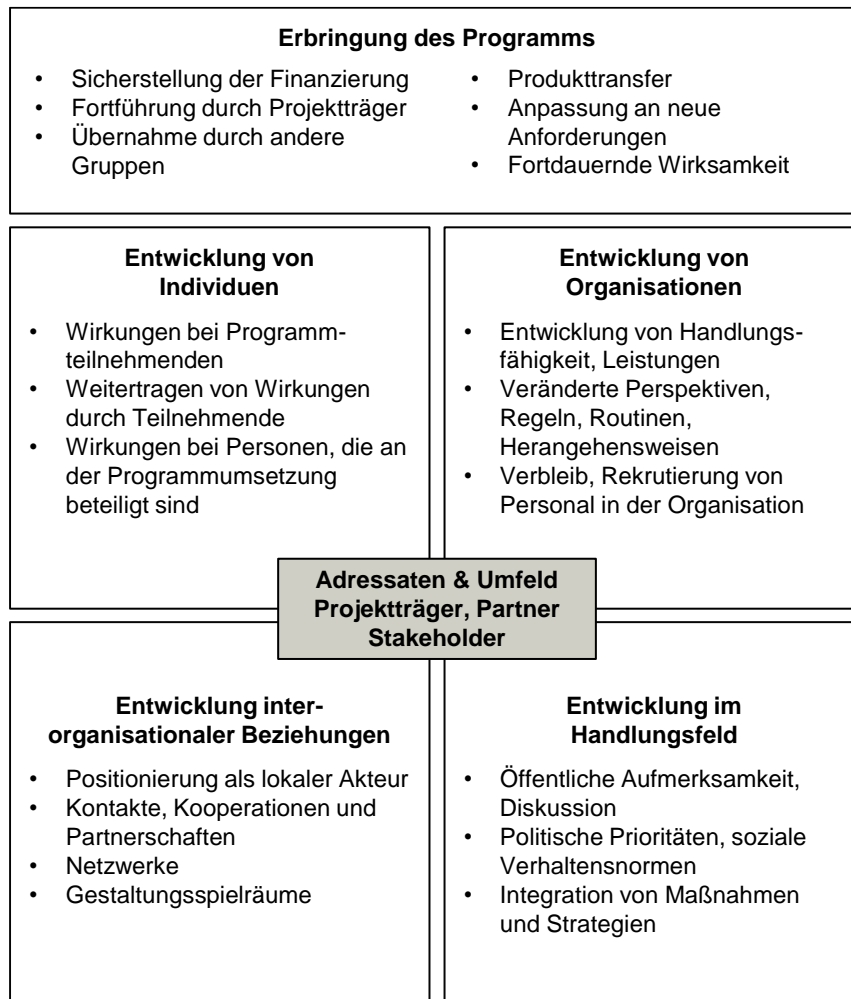 Erbringung des Programms
• Sicherstellung der Finanzierung
• Fortführung durch Projektträger
• Übernahme durch andere
Gruppen
• Produkttransfer
• Anpassung an neue
Anforderungen
• Fortdauernde Wirksamkeit
Entwicklung von
Individuen
• Wirkungen bei Programm-
teilnehmenden
• Weitertragen von Wirkungen
durch Teilnehmende
• Wirkungen bei Personen, die an
der Programmumsetzung
beteiligt sind
Entwicklung von
Organisationen
• Entwicklung von Handlungs-
fähigkeit, Leistungen
• Veränderte Perspektiven,
Regeln, Routinen,
Herangehensweisen
• Verbleib, Rekrutierung von
Personal in der Organisation
Adressaten & Umfeld
Projektträger, Partner
Stakeholder
Entwicklung inter-
organisationaler Beziehungen
• Positionierung als lokaler Akteur
• Kontakte, Kooperationen und
Partnerschaften
• Netzwerke
• Gestaltungsspielräume
Entwicklung im
Handlungsfeld
• Öffentliche Aufmerksamkeit,
Diskussion
• Politische Prioritäten, soziale
Verhaltensnormen
• Integration von Maßnahmen
und Strategien